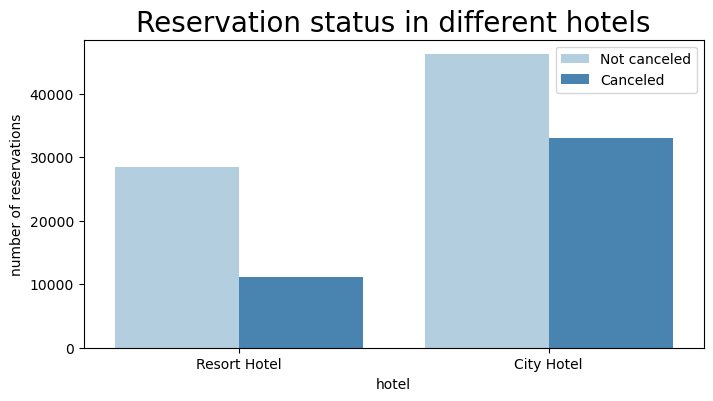 Reservation status in different hotels
Not canceled
Canceled
number of reservations
40000
30000
20000
10000
0
Resort Hotel
City Hotel
hotel